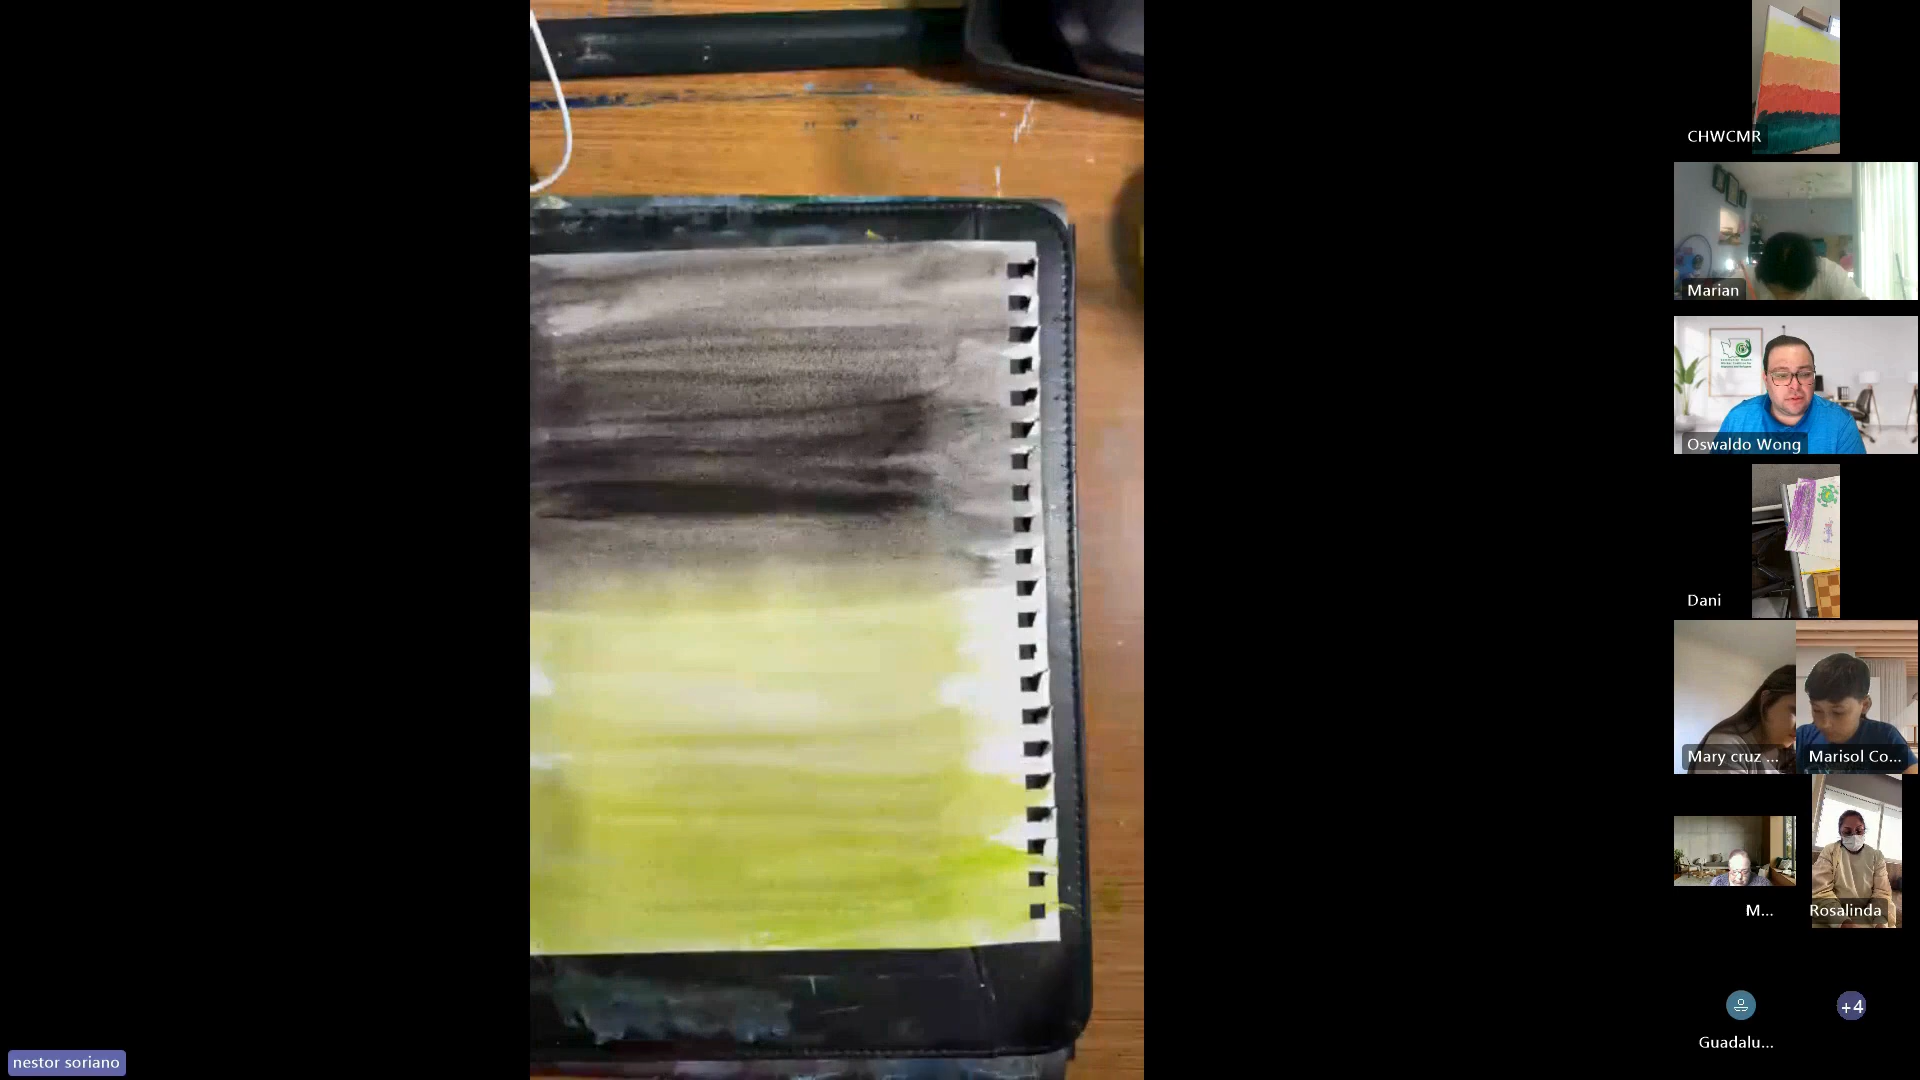 CHWCMR
Marian
Oswaldo Wong
Dani
Mary cruz ...
Marisol Co...
M...
Rosalinda
Guadalu...
+4
nestor soriano